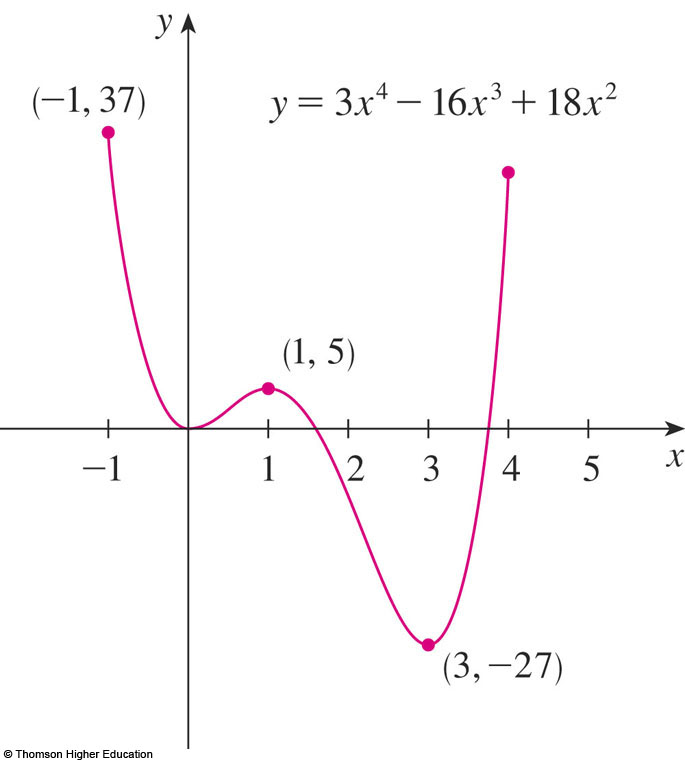 y
(−1, 37)
y = 3x⁴ − 16x³ + 18x²
(1, 5)
−1 1 2 3 4 5
x
(3, −27)
© Thomson Higher Education